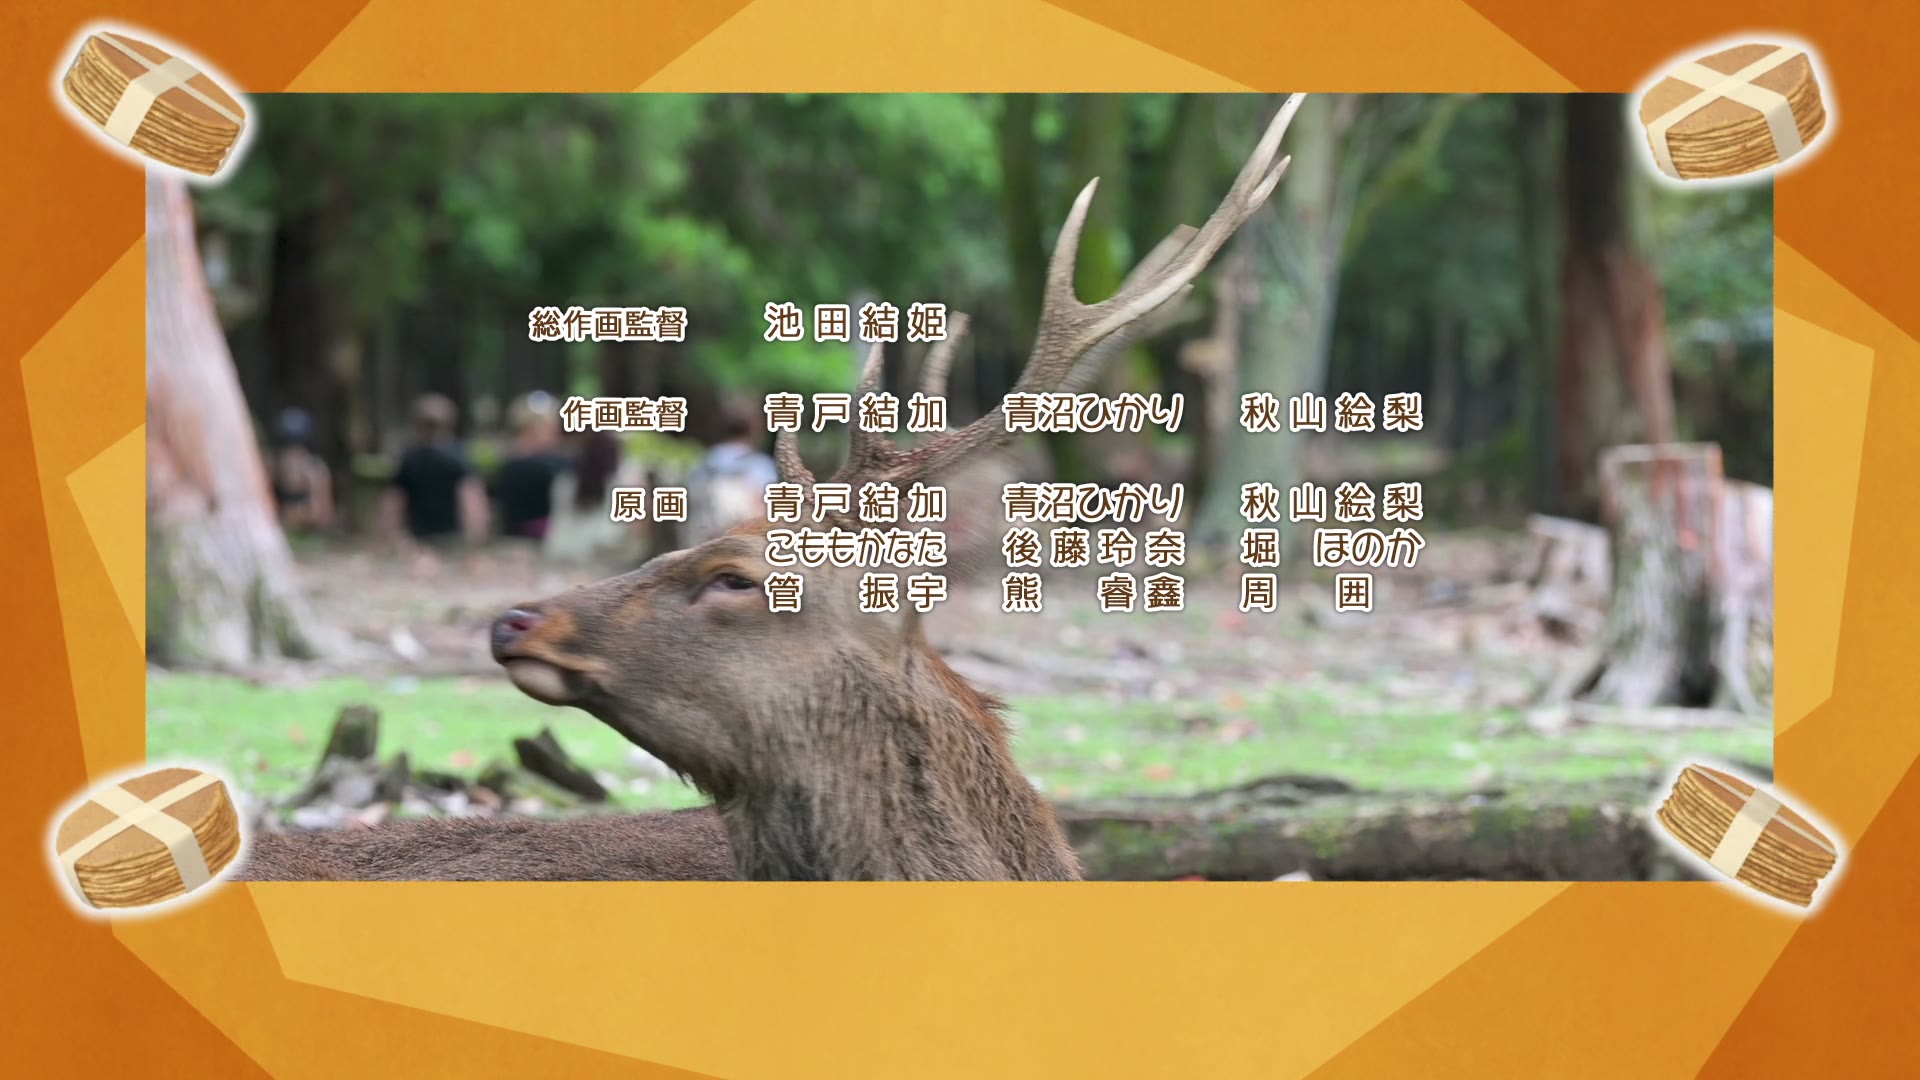 総作画監督 池田結姫
作画監督 青戸結加 青沼ひかり 秋山絵梨
原画 青戸結加 青沼ひかり 秋山絵梨
こももかなた 後藤玲奈 堀 ほのか
管 振宇 熊 睿鑫 周 囲